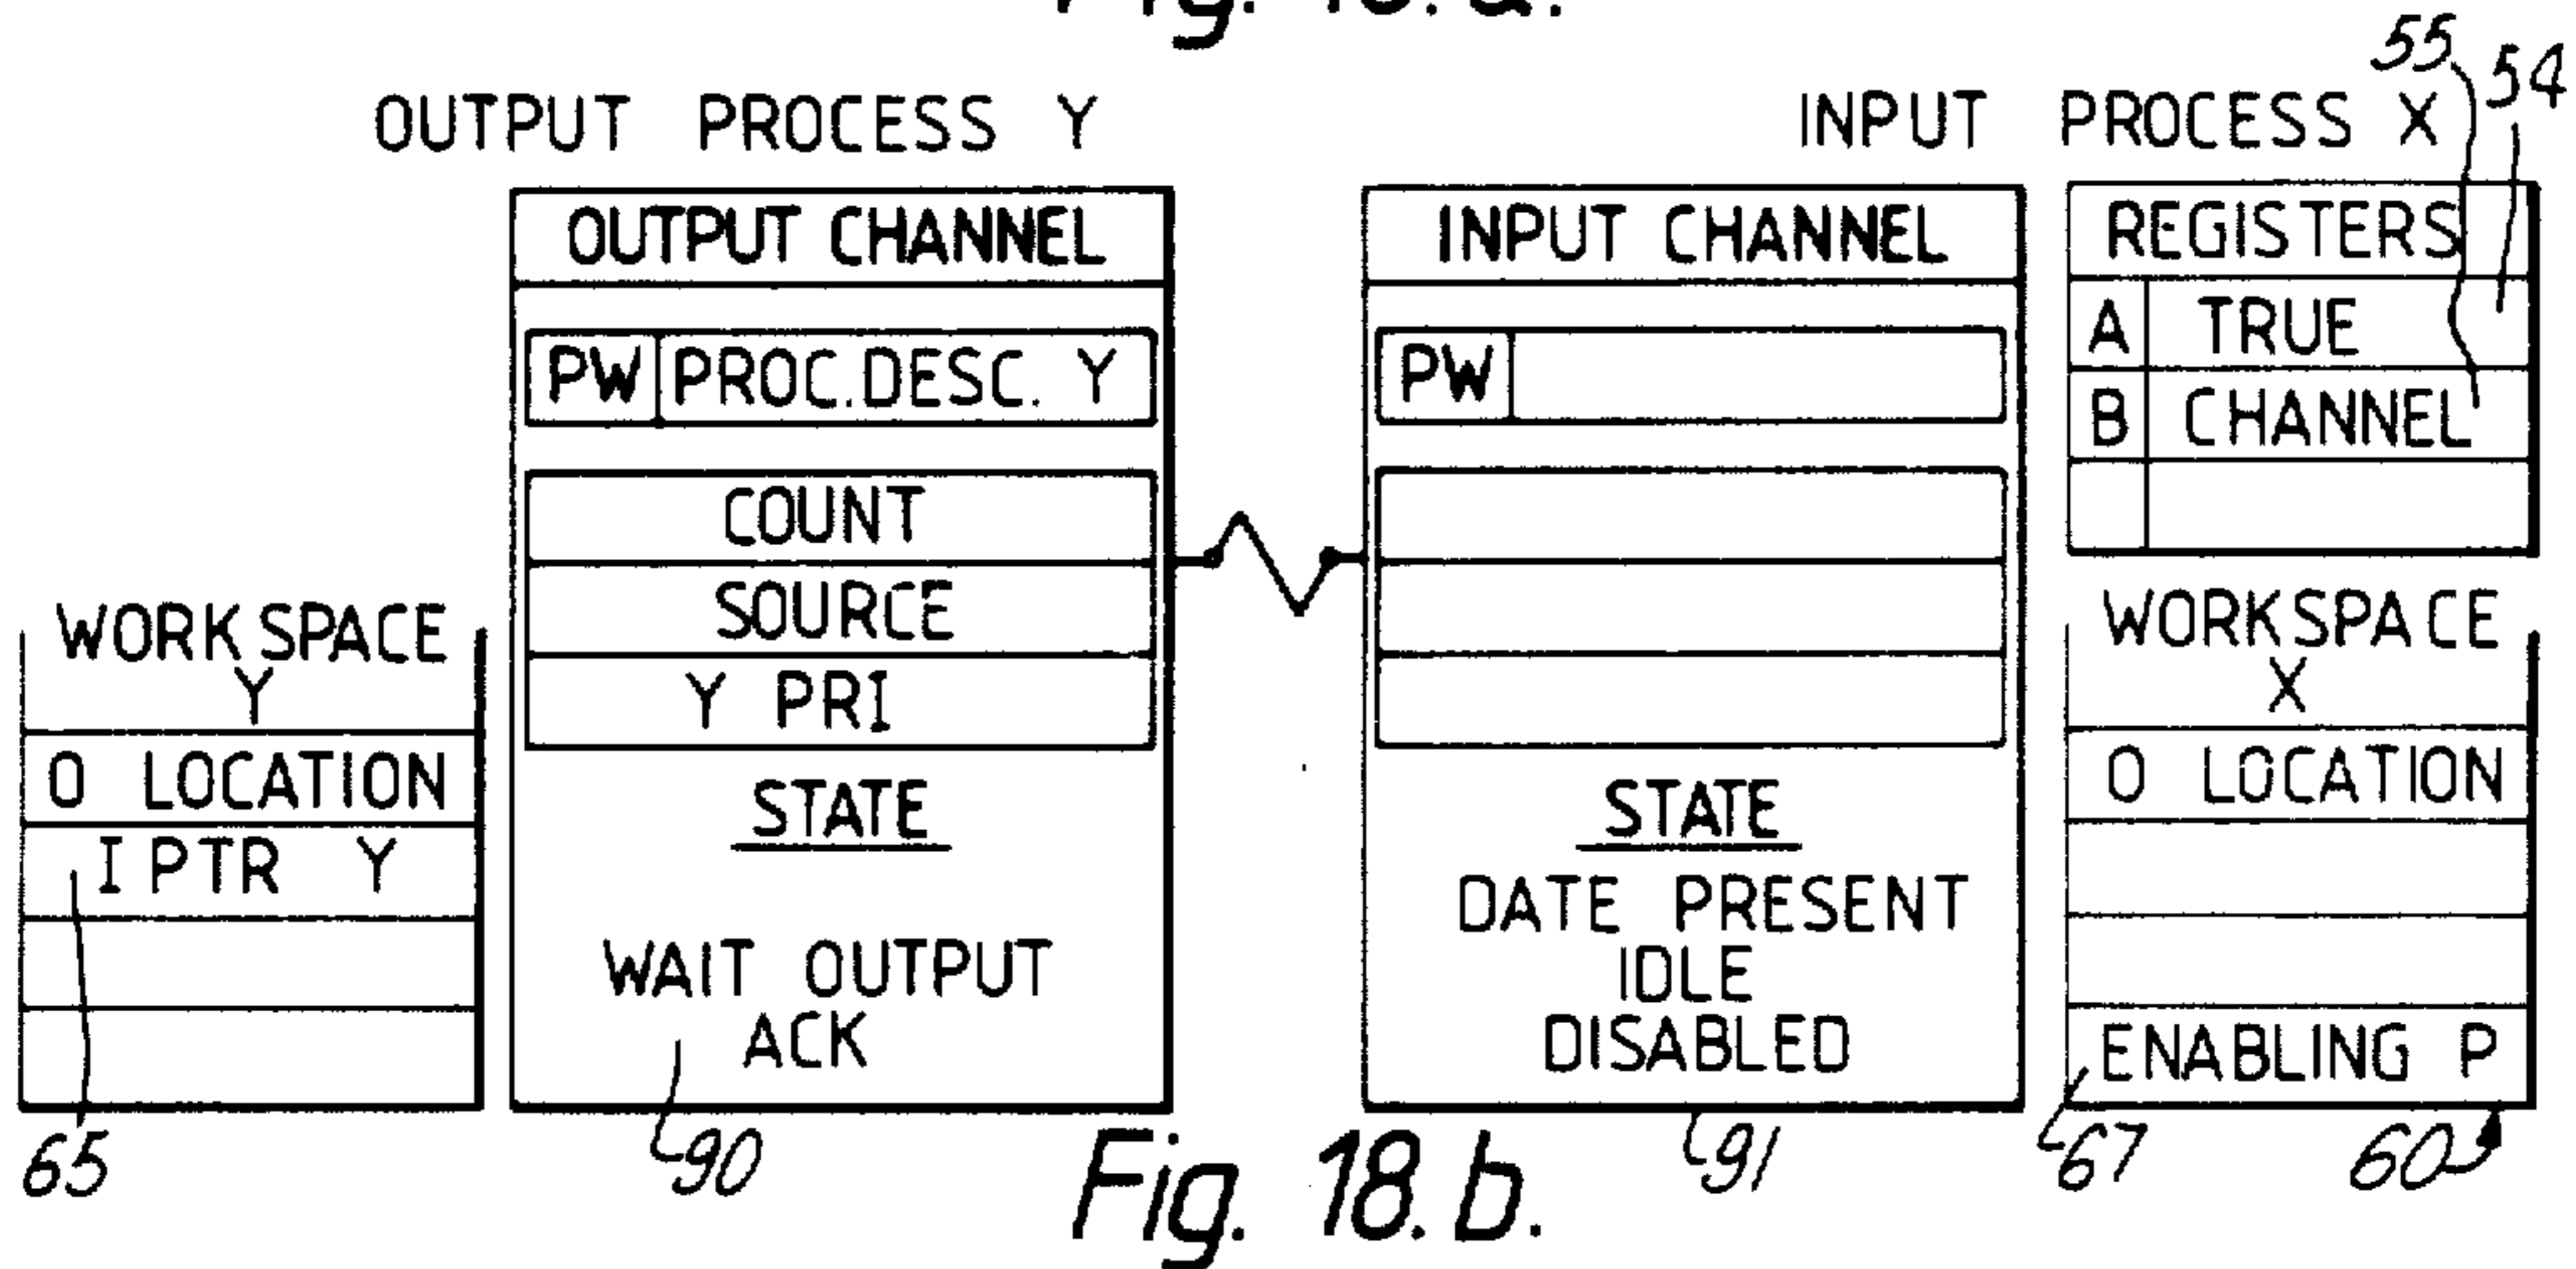 55 54
OUTPUT PROCESS Y
INPUT PROCESS X
OUTPUT CHANNEL
PW PROC.DESC. Y
COUNT
SOURCE
Y PRI
STATE
WAIT OUTPUT
ACK
INPUT CHANNEL
PW
STATE
DATE PRESENT
IDLE
DISABLED
REGISTERS
A TRUE
B CHANNEL
WORKSPACE
Y
0 LOCATION
I PTR Y
WORKSPACE
X
0 LOCATION
ENABLING P
65 90 91 67 60
Fig. 18.b.